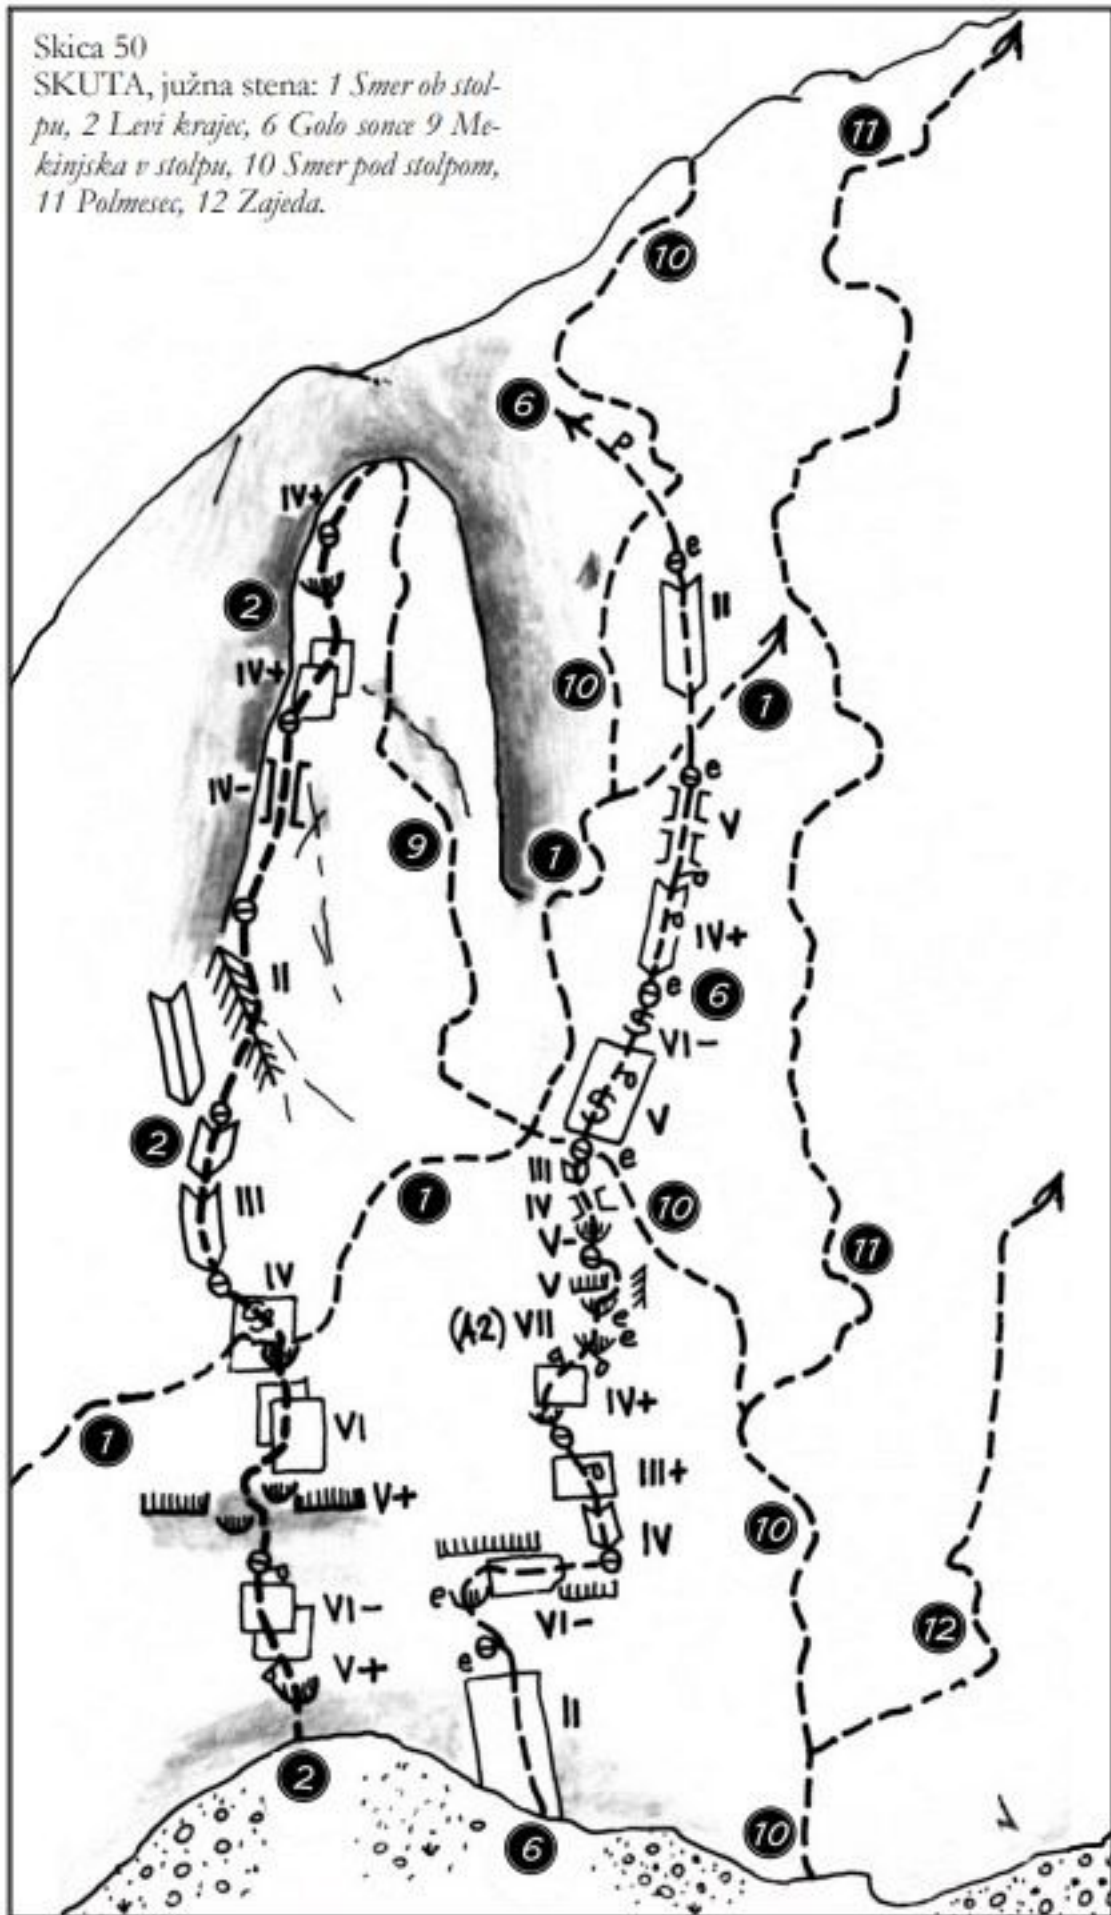 Skica 50
SKUTA, južna stena: 1 Smer ob stol-
pu, 2 Levi krajec, 6 Golo sonce 9 Me-
kinjska v stolpu, 10 Smer pod stolpom,
11 Polmesec, 12 Zajeda.
11
10
6
P
IV+
e
2
II
IV+
10
1
e
IV-
V
9
1
IV+
II
e
6
VI-
V
2
e
III
1
10
III
IV
V-
11
IV
V
e
(A2) VII
e
IV+
1
VI
III+
V+
10
IV
e
VI-
VI-
12
e
V+
II
2
10
6